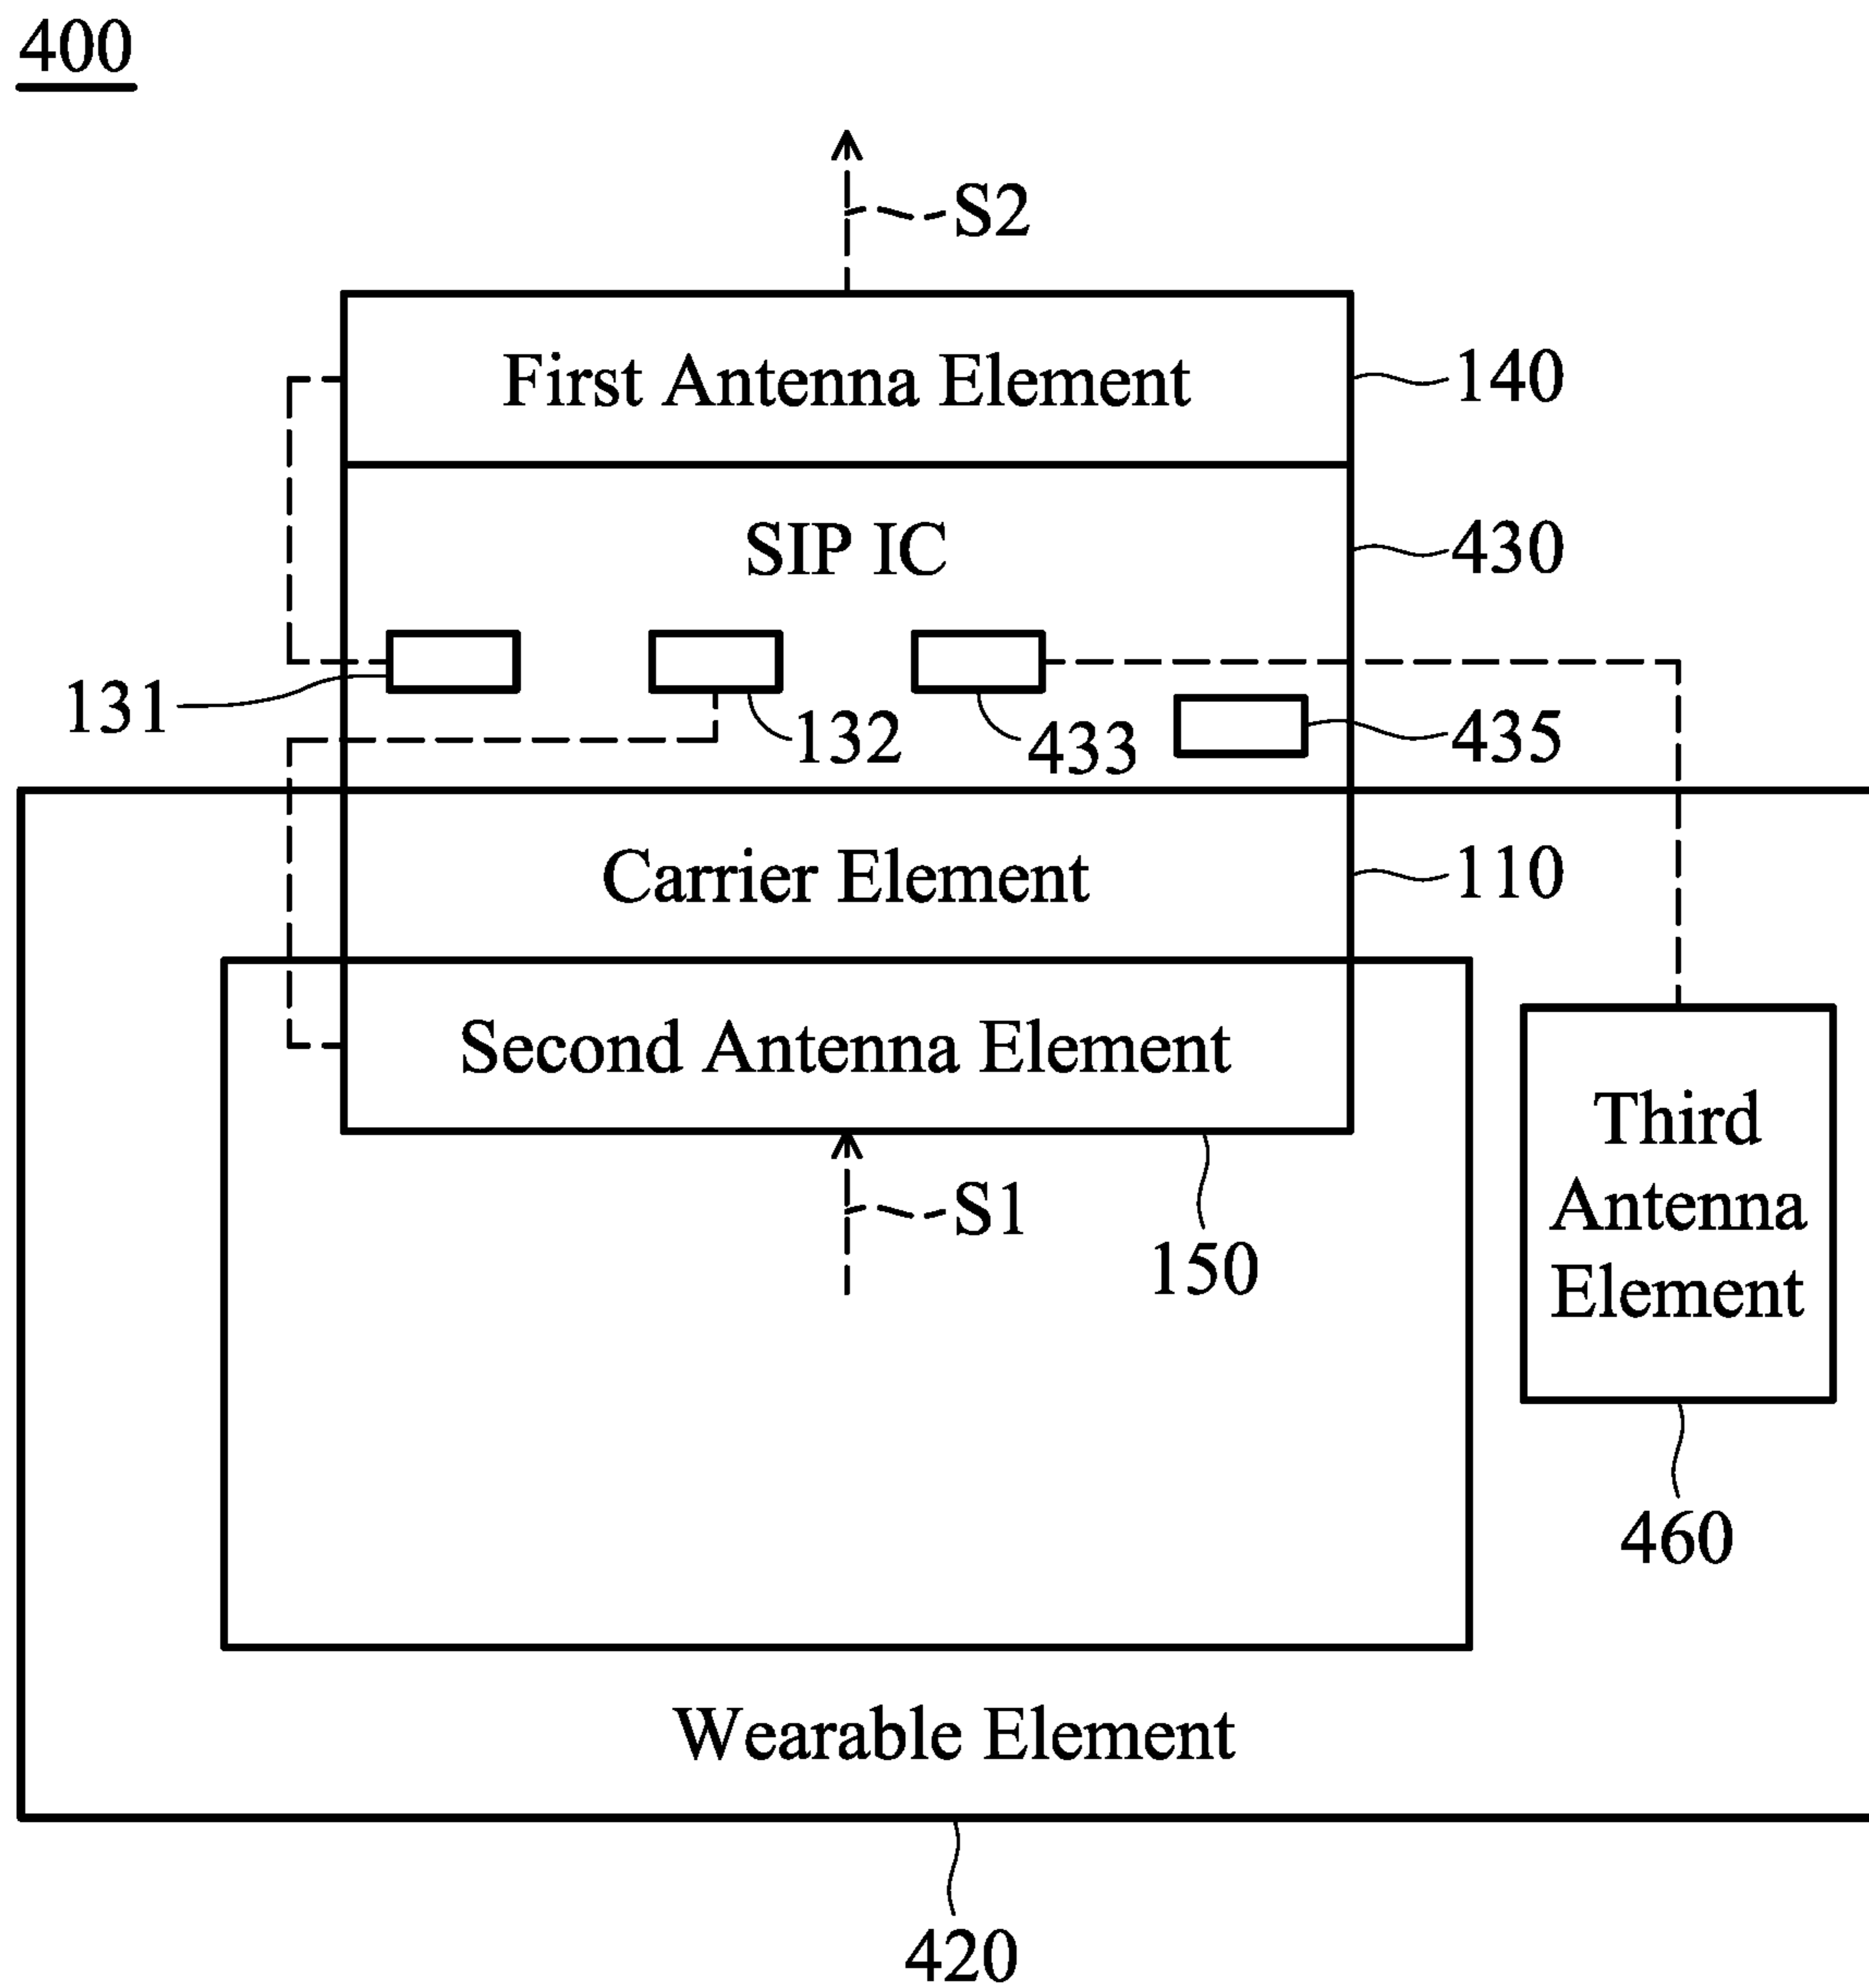 400
S2
First Antenna Element
140
SIP IC
430
131
132
433
435
Carrier Element
110
Second Antenna Element
S1
150
Third
Antenna
Element
460
Wearable Element
420